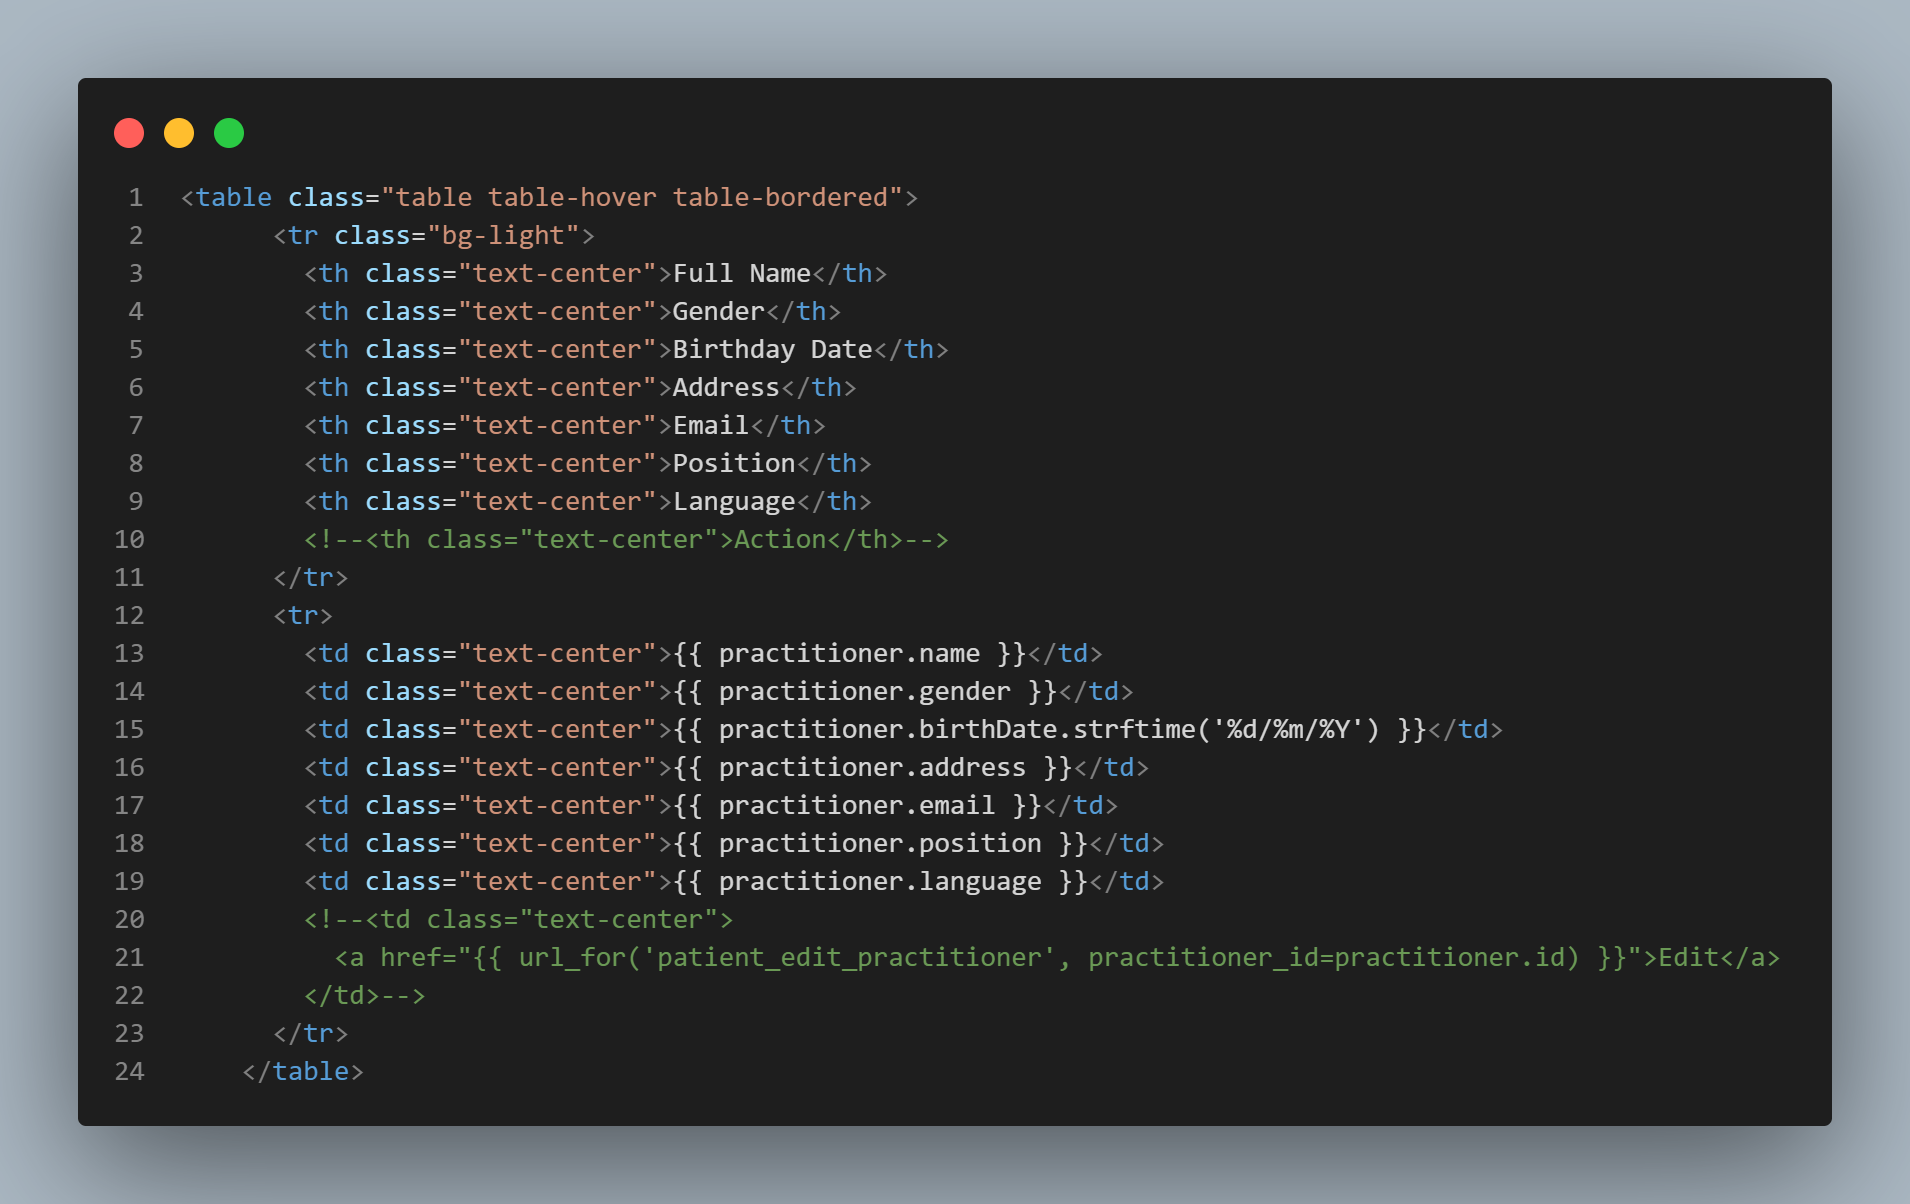 1 <table class="table table-hover table-bordered">
2 <tr class="bg-light">
3 <th class="text-center">Full Name</th>
4 <th class="text-center">Gender</th>
5 <th class="text-center">Birthday Date</th>
6 <th class="text-center">Address</th>
7 <th class="text-center">Email</th>
8 <th class="text-center">Position</th>
9 <th class="text-center">Language</th>
10 <!--<th class="text-center">Action</th>-->
11 </tr>
12 <tr>
13 <td class="text-center">{{ practitioner.name }}</td>
14 <td class="text-center">{{ practitioner.gender }}</td>
15 <td class="text-center">{{ practitioner.birthDate.strftime('%d/%m/%Y') }}</td>
16 <td class="text-center">{{ practitioner.address }}</td>
17 <td class="text-center">{{ practitioner.email }}</td>
18 <td class="text-center">{{ practitioner.position }}</td>
19 <td class="text-center">{{ practitioner.language }}</td>
20 <!--<td class="text-center">
21 <a href="{{ url_for('patient_edit_practitioner', practitioner_id=practitioner.id) }}">Edit</a>
22 </td>-->
23 </tr>
24 </table>